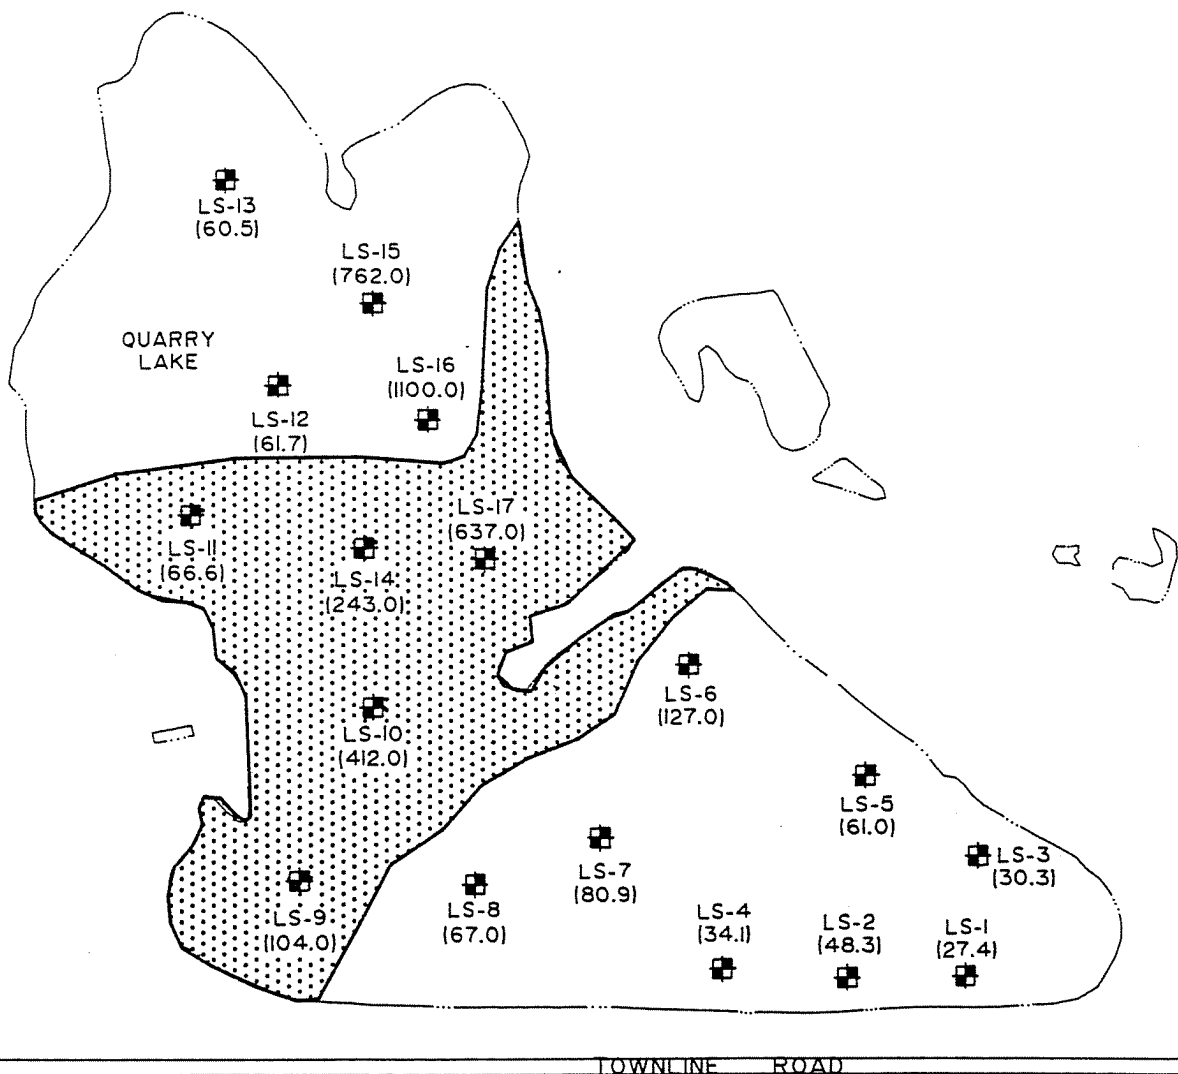 LS-13
(60.5)
LS-15
(762.0)
QUARRY
LAKE
LS-16
(1100.0)
LS-12
(61.7)
LS-17
(637.0)
LS-11
(66.6)
LS-14
(243.0)
LS-6
(127.0)
LS-10
(412.0)
LS-5
(61.0)
LS-3
(30.3)
LS-7
(80.9)
LS-8
(67.0)
LS-9
(104.0)
LS-4
(34.1)
LS-2
(48.3)
LS-1
(27.4)
TOWNLINE ROAD